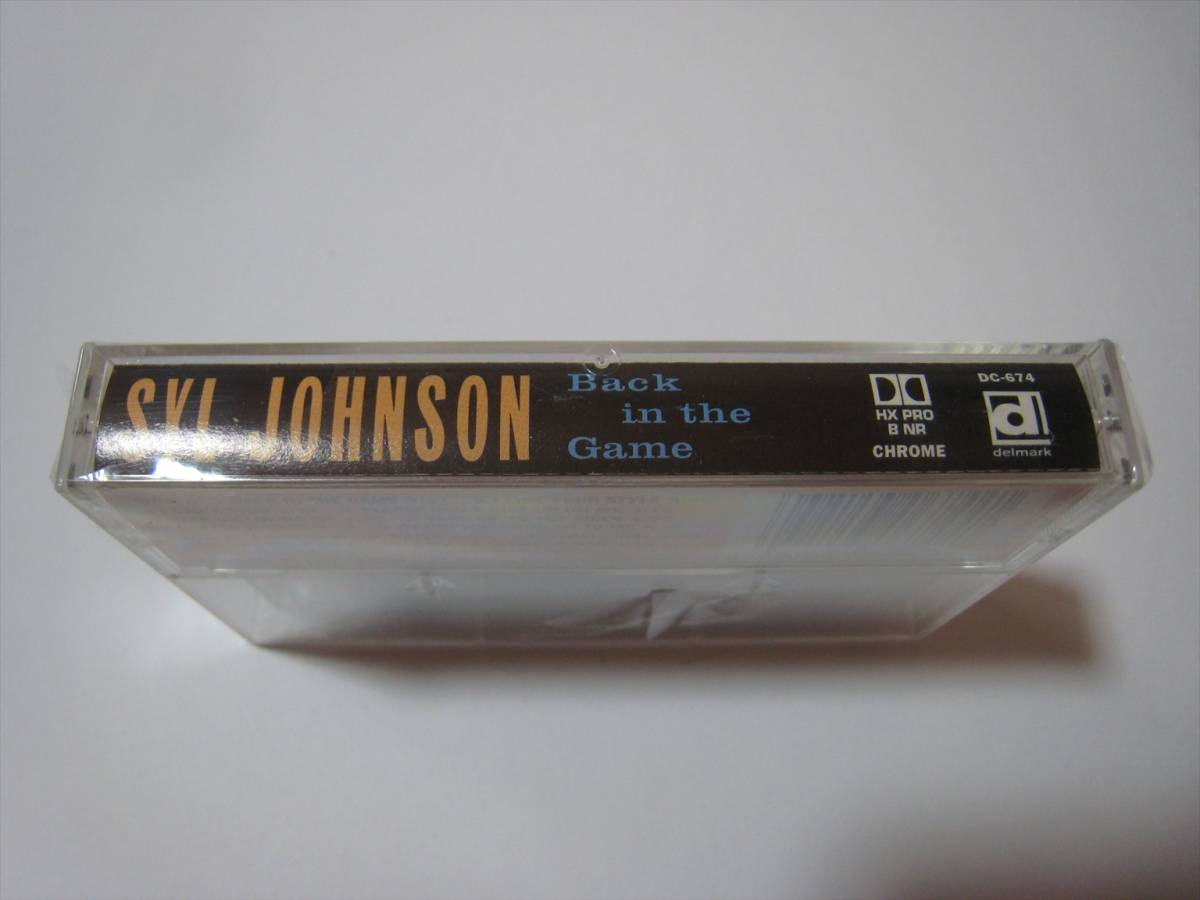 SYL JOHNSON
Back
in the
Game
HX PRO
B NR
CHROME
DC-674
d
delmark